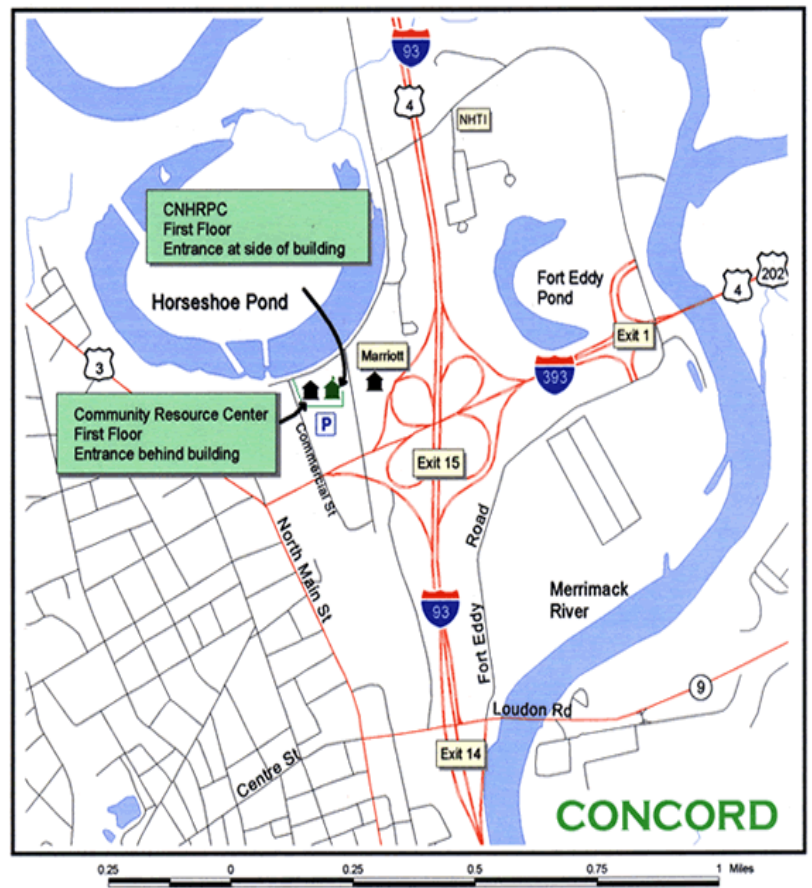 93
4
NHTI
CNHRPC
First Floor
Entrance at side of building
202
4
Fort Eddy
Pond
Horseshoe Pond
Exit 1
Marriott
3
393
Community Resource Center
First Floor
Entrance behind building
P
Commercial St
Exit 15
North Main St
Road
Fort Eddy
Merrimack
River
93
9
Loudon Rd
Exit 14
Centre St
CONCORD
0.25 0 0.25 0.5 0.75 1 Miles